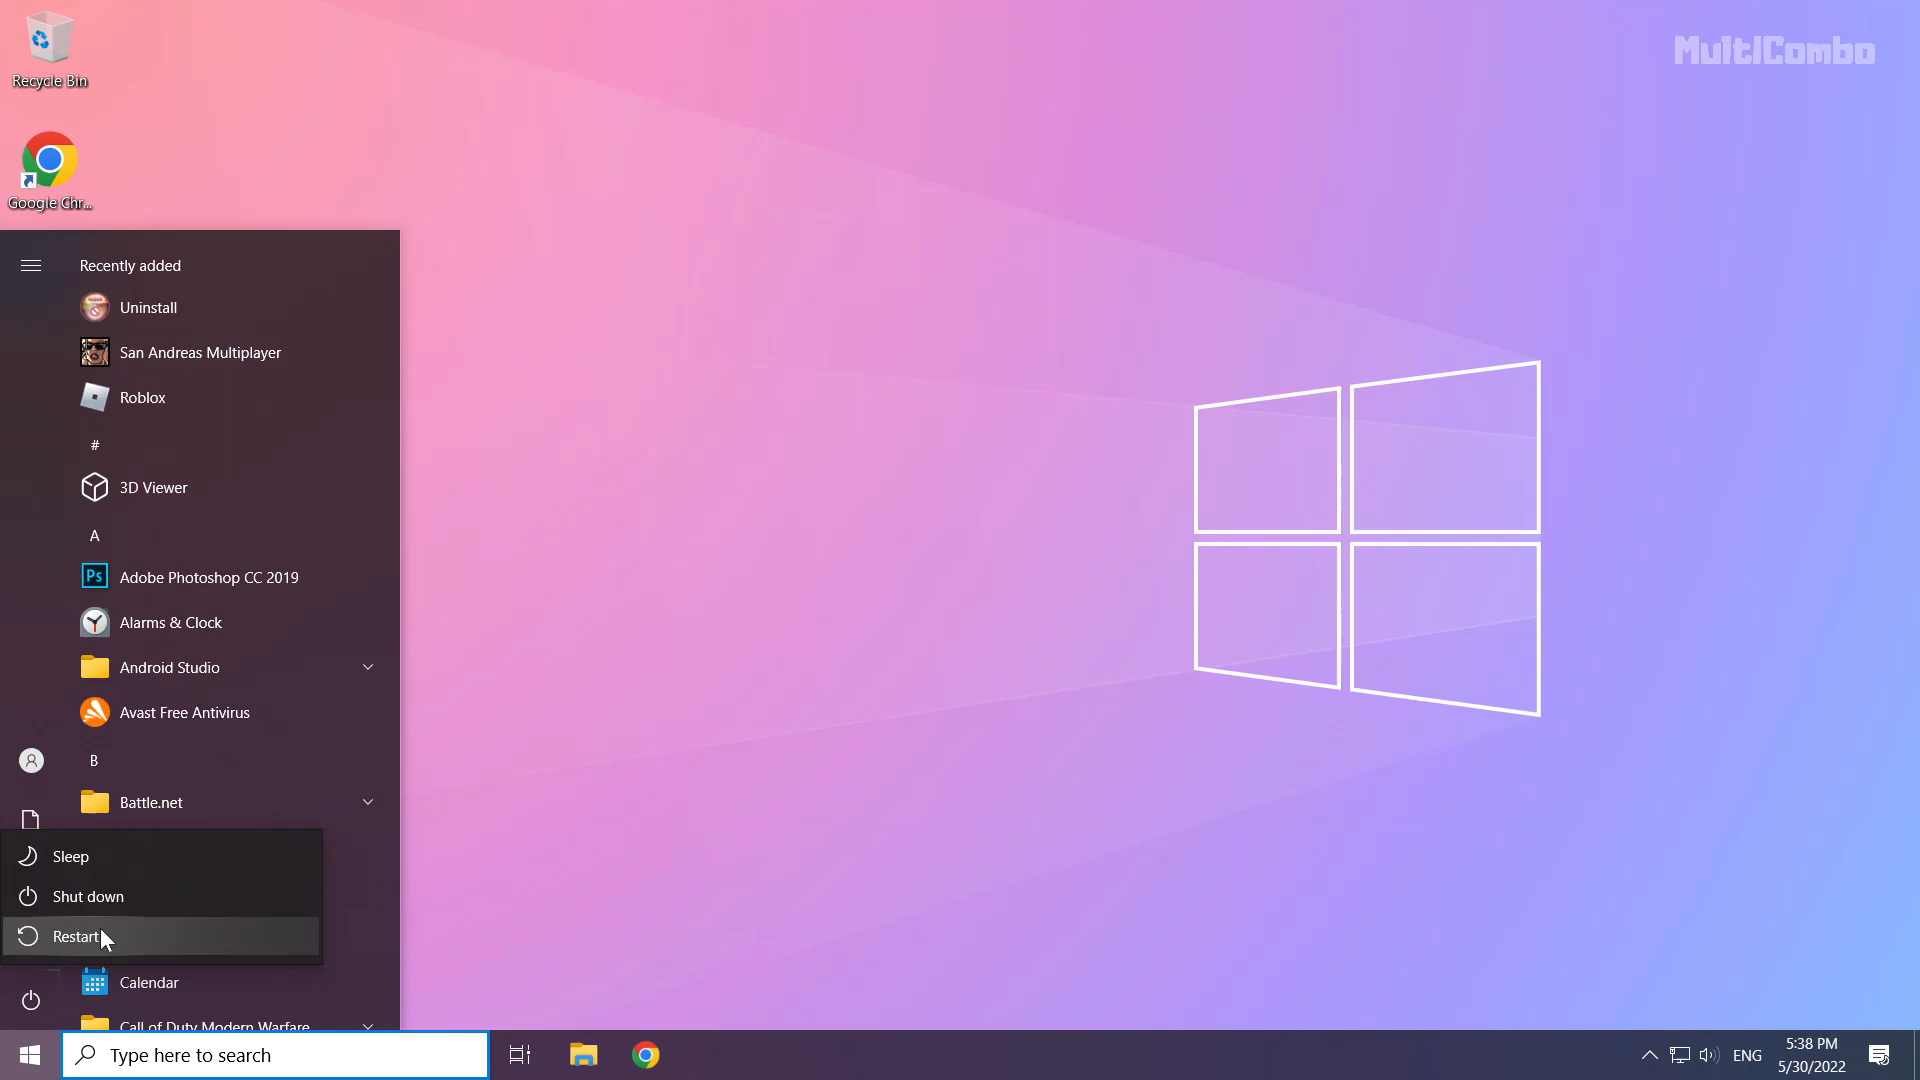 Recycle Bin
MultiCombo
Google Chr...
Recently added
Uninstall
San Andreas Multiplayer
Roblox
#
3D Viewer
A
Ps
Adobe Photoshop CC 2019
Alarms & Clock
Android Studio
Avast Free Antivirus
B
Battle.net
Sleep
Shut down
Restart
Calendar
Call of Duty Modern Warfare
Type here to search
ENG
5:38 PM
5/30/2022